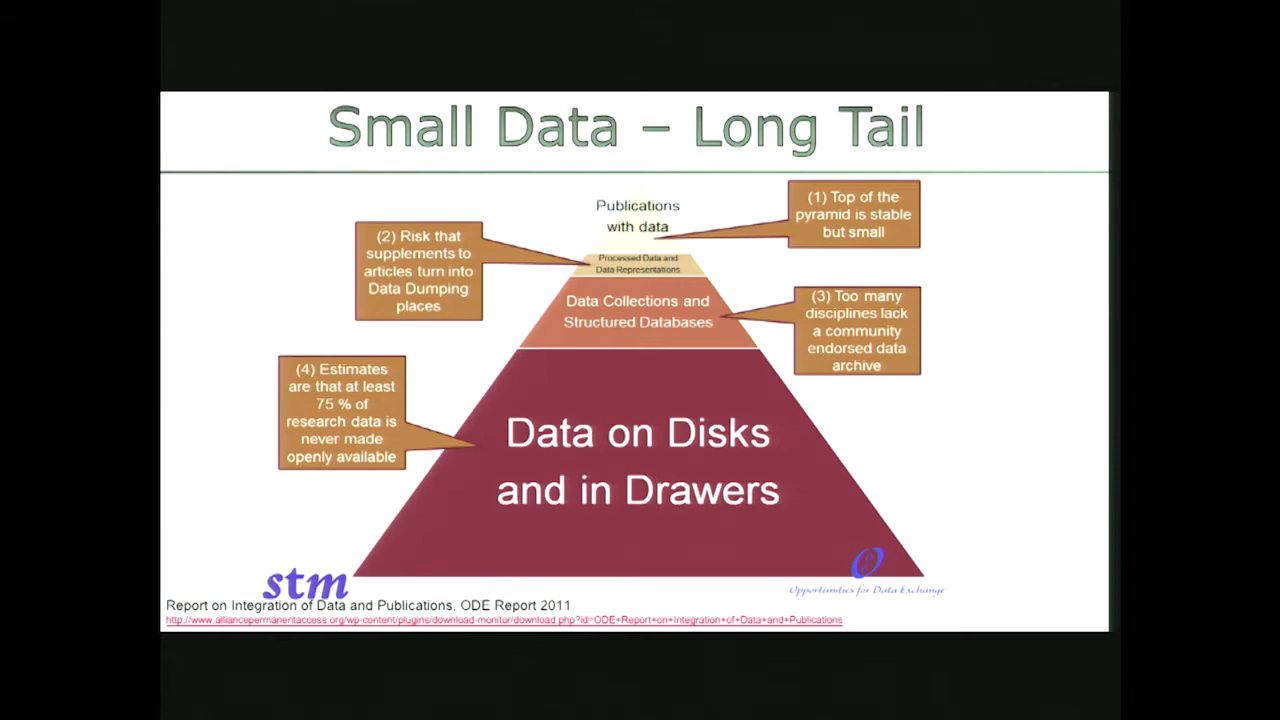 Small Data – Long Tail
Publications
with data
(1) Top of the
pyramid is stable
but small
(2) Risk that
supplements to
articles turn into
Data Dumping
places
Processed Data and
Data Representations
Data Collections and
Structured Databases
(3) Too many
disciplines lack
a community
endorsed data
archive
(4) Estimates
are that at least
75 % of
research data is
never made
openly available
Data on Disks
and in Drawers
stm
Opportunities for Data Exchange
Report on Integration of Data and Publications, ODE Report 2011
http://www.alliancepermanentaccess.org/wp-content/plugins/download-monitor/download.php?id=ODE+Report+on+Integration+of+Data+and+Publications